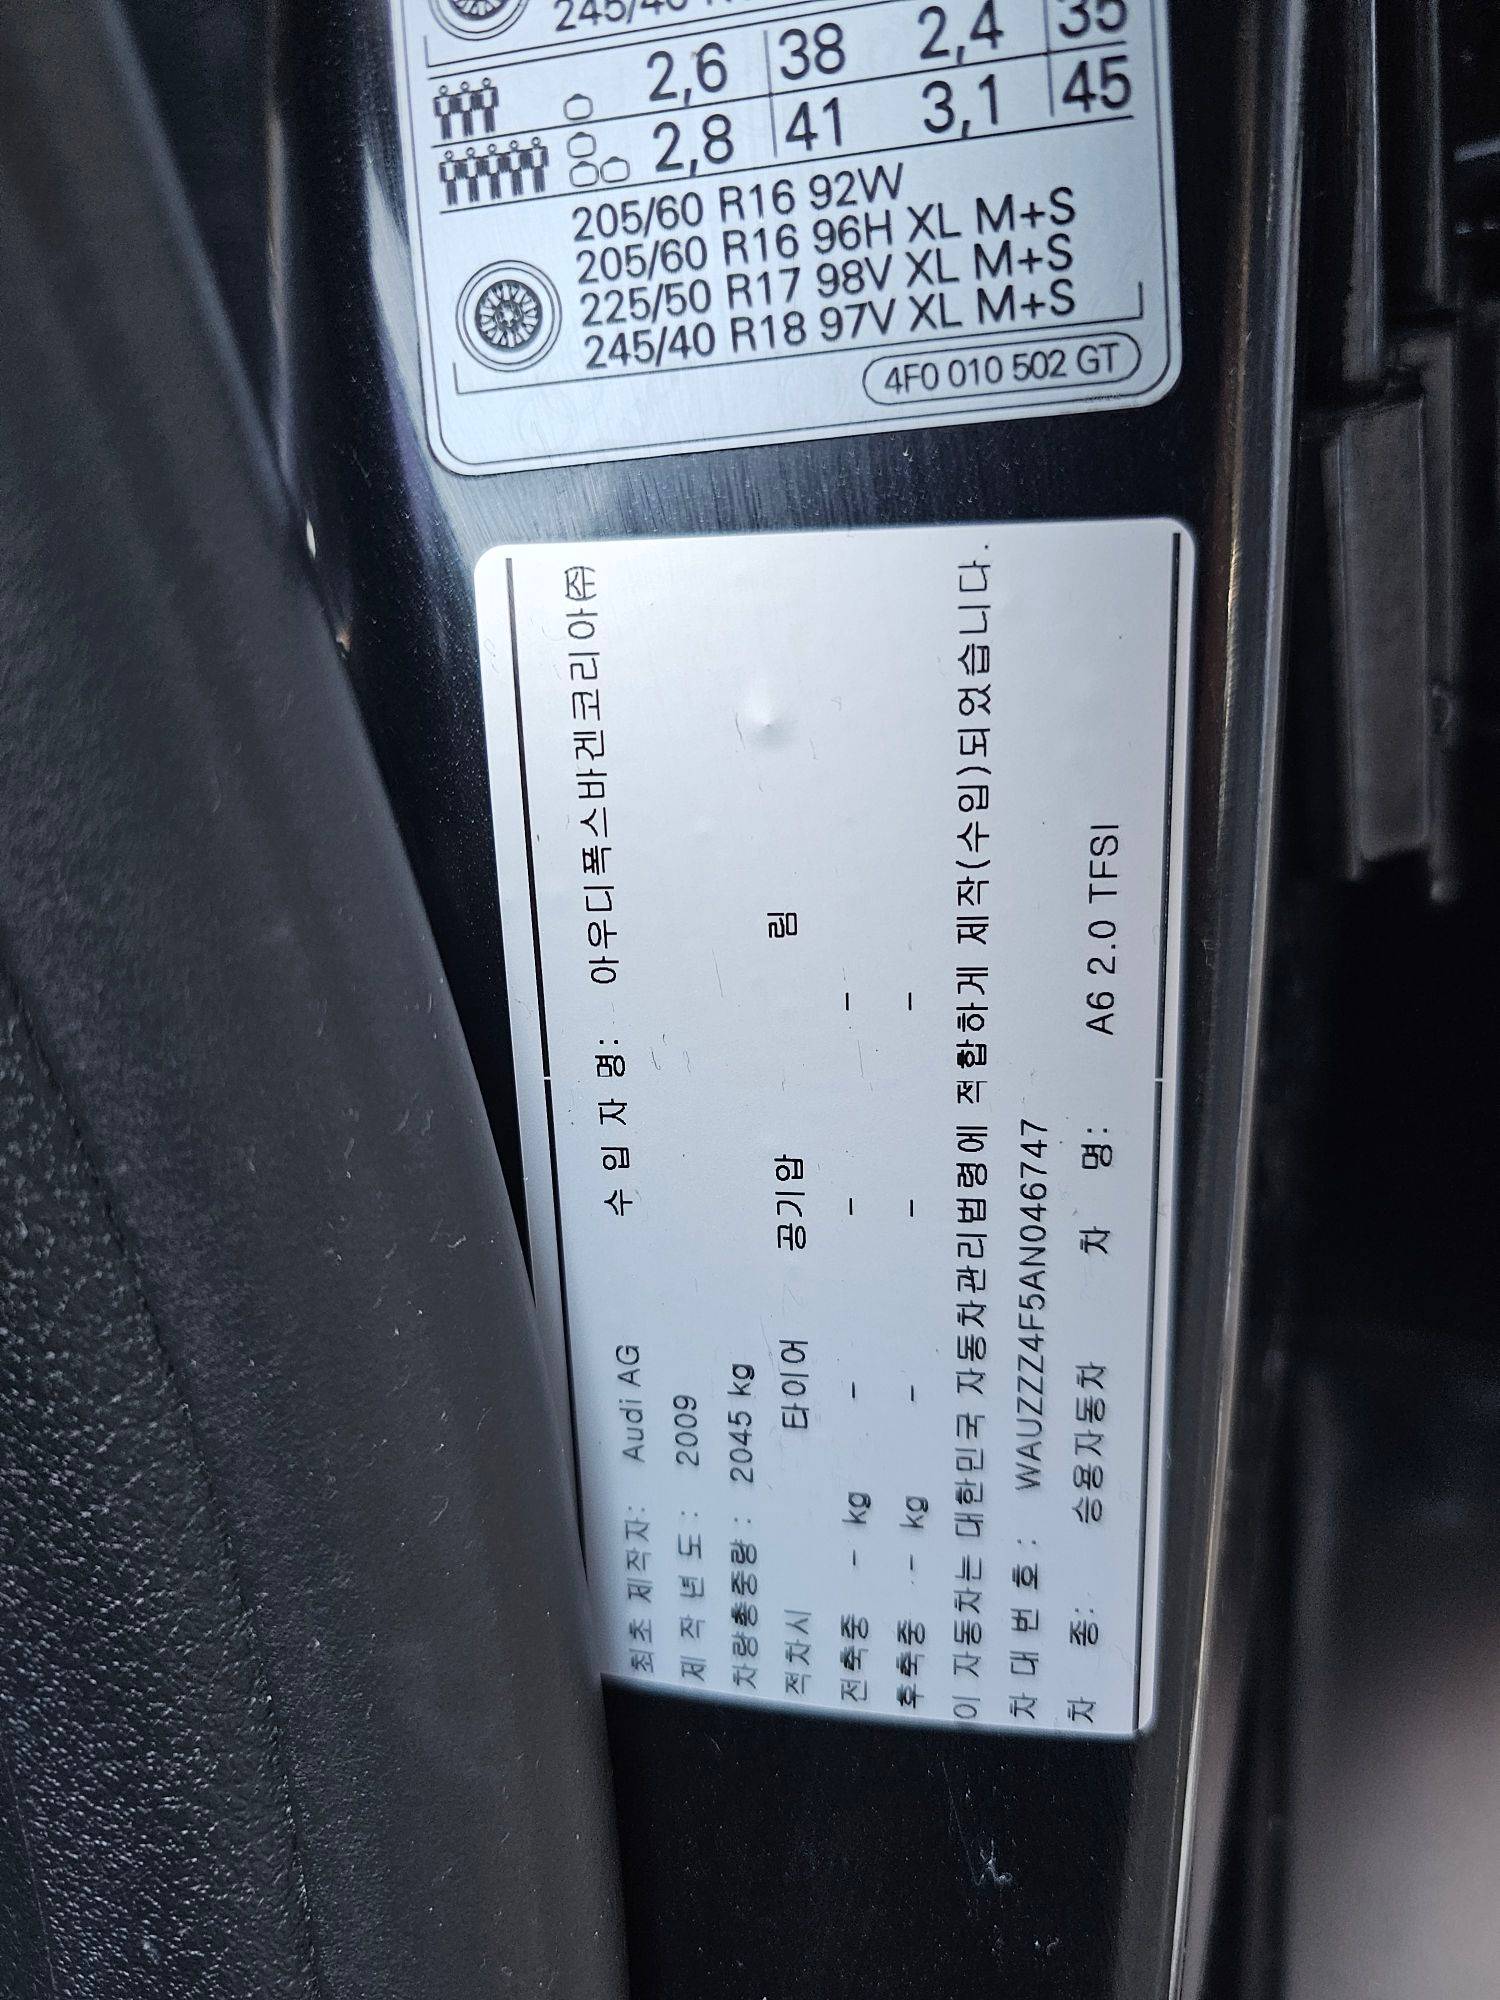 2,6 38 2,4 35
2,8 41 3,1 45
205/60 R16 92W
205/60 R16 96H XL M+S
225/50 R17 98V XL M+S
245/40 R18 97V XL M+S
4F0 010 502 GT
최초 제작자: Audi AG 수 입 자 명: 아우디폭스바겐코리아㈜
제 작 년 도: 2009
차량총중량: 2045 kg
적차시 타이어 공기압 림
전축중 - kg - - -
후축중 - kg - - -
이 자동차는 대한민국 자동차관리법령에 적합하게 제작(수입)되었습니다.
차 대 번 호: WAUZZZ4F5AN046747
차 종: 승용자동차 차 명: A6 2.0 TFSI